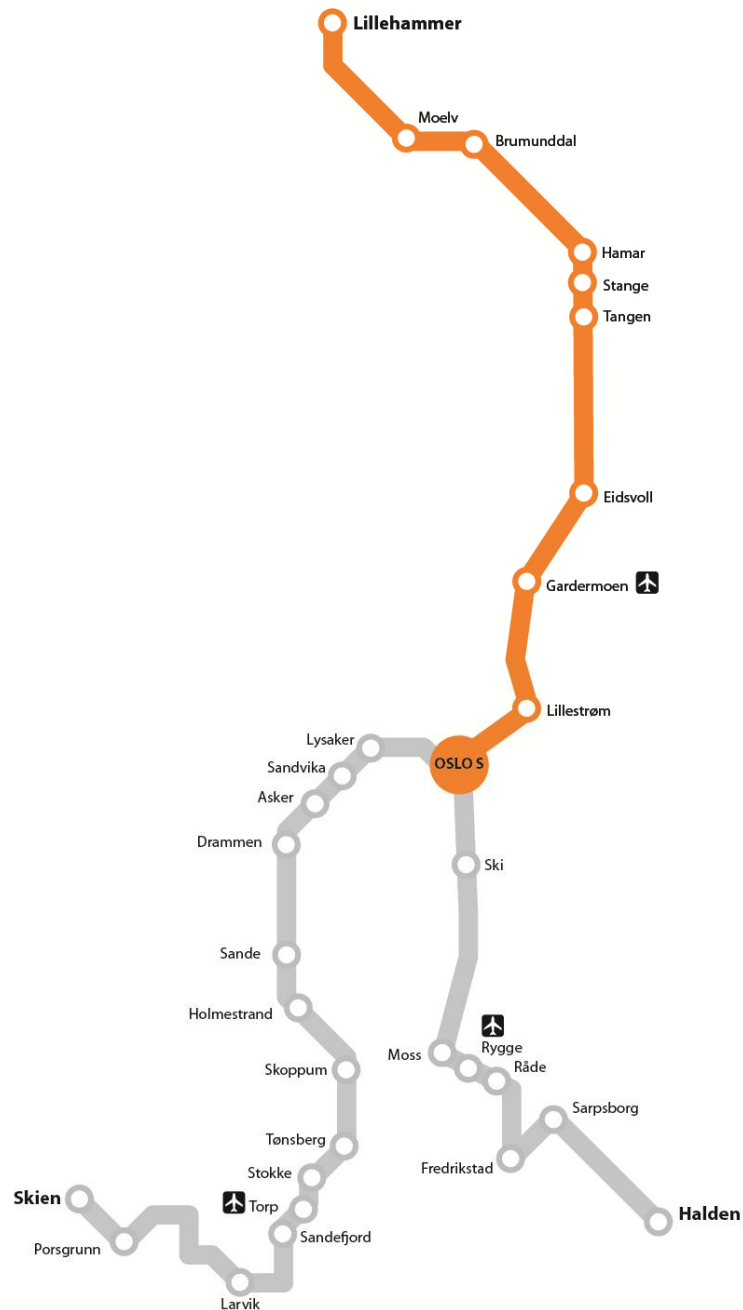 Lillehammer
Moelv
Brumunddal
Hamar
Stange
Tangen
Eidsvoll
Gardermoen
Lillestrøm
Lysaker
OSLO S
Sandvika
Asker
Drammen
Ski
Sande
Holmestrand
Moss
Rygge
Råde
Skoppum
Sarpsborg
Tønsberg
Fredrikstad
Stokke
Skien
Torp
Halden
Sandefjord
Porsgrunn
Larvik